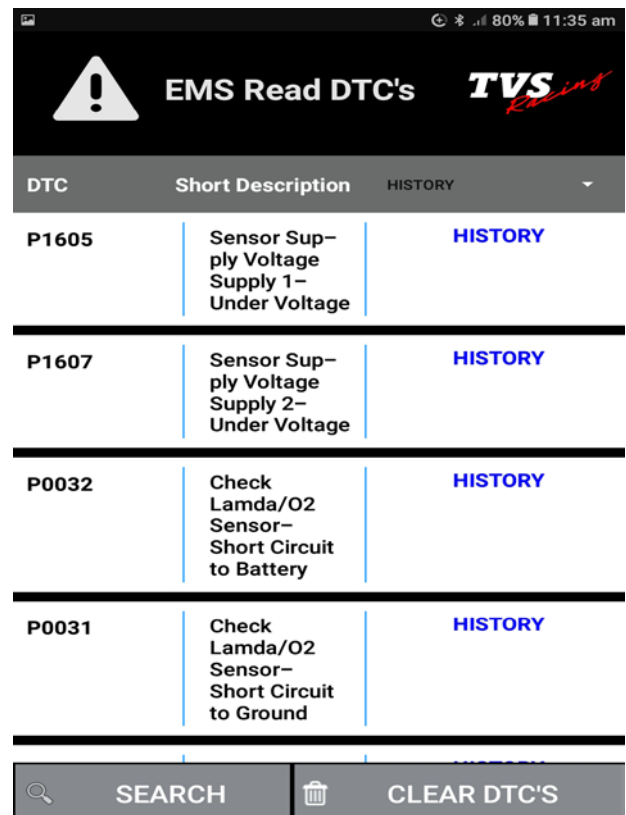 80% 11:35 am
EMS Read DTC's
TVS
Racing
DTC Short Description HISTORY
P1605 Sensor Sup– HISTORY
ply Voltage
Supply 1–
Under Voltage
P1607 Sensor Sup– HISTORY
ply Voltage
Supply 2–
Under Voltage
P0032 Check HISTORY
Lamda/O2
Sensor–
Short Circuit
to Battery
P0031 Check HISTORY
Lamda/O2
Sensor–
Short Circuit
to Ground
SEARCH CLEAR DTC'S